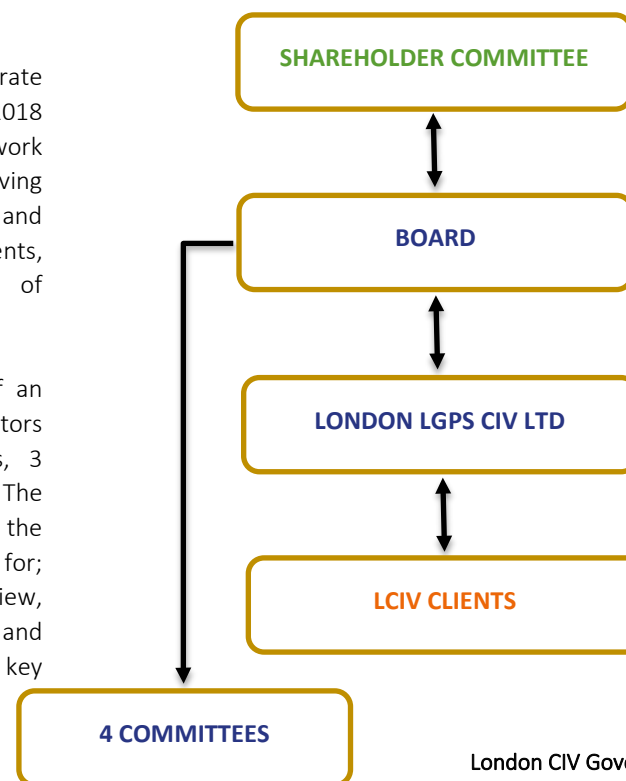 rate
2018
work
ving
and
ents,
of
f an
tors
s, 3
The
the
for;
iew,
and
key
SHAREHOLDER COMMITTEE
BOARD
LONDON LGPS CIV LTD
LCIV CLIENTS
4 COMMITTEES
London CIV Gove